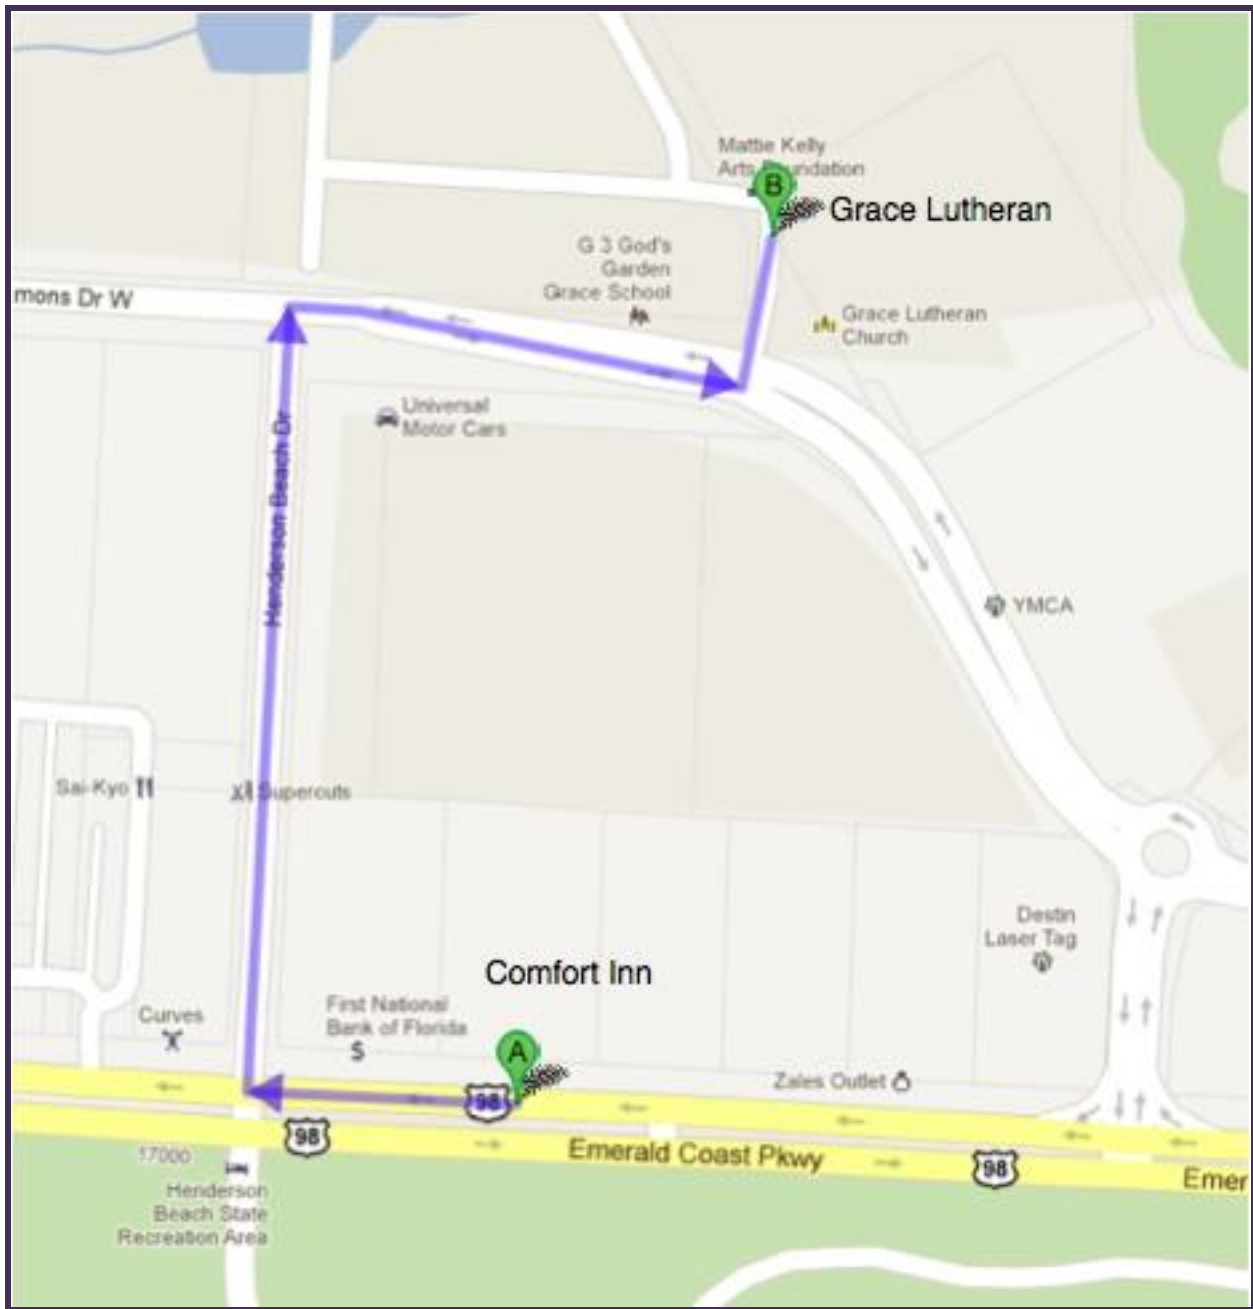 Mattie Kelly
Arts Foundation
B
Grace Lutheran
G 3 God's
Garden
Grace School
mons Dr W
Grace Lutheran
Church
Universal
Motor Cars
Henderson Beach Dr
YMCA
Sai-Kyo
Supercuts
Destin
Laser Tag
Comfort Inn
First National
Bank of Florida
$
Curves
A
Zales Outlet
98
98
Emerald Coast Pkwy
98
Emer
17000
Henderson
Beach State
Recreation Area